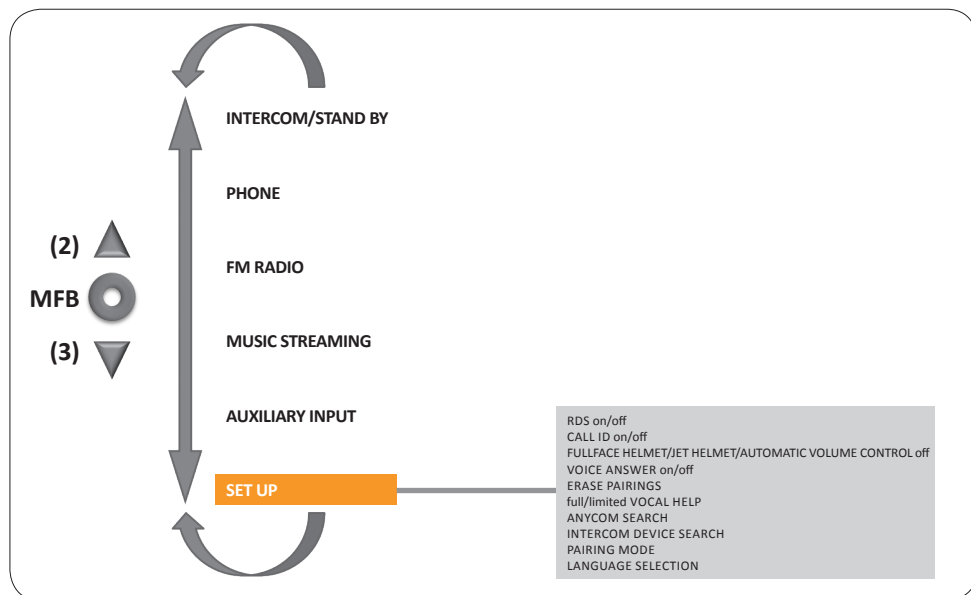 INTERCOM/STAND BY
PHONE
(2)
FM RADIO
MFB
MUSIC STREAMING
(3)
AUXILIARY INPUT
SET UP
RDS on/off
CALL ID on/off
FULLFACE HELMET/JET HELMET/AUTOMATIC VOLUME CONTROL off
VOICE ANSWER on/off
ERASE PAIRINGS
full/limited VOCAL HELP
ANYCOM SEARCH
INTERCOM DEVICE SEARCH
PAIRING MODE
LANGUAGE SELECTION